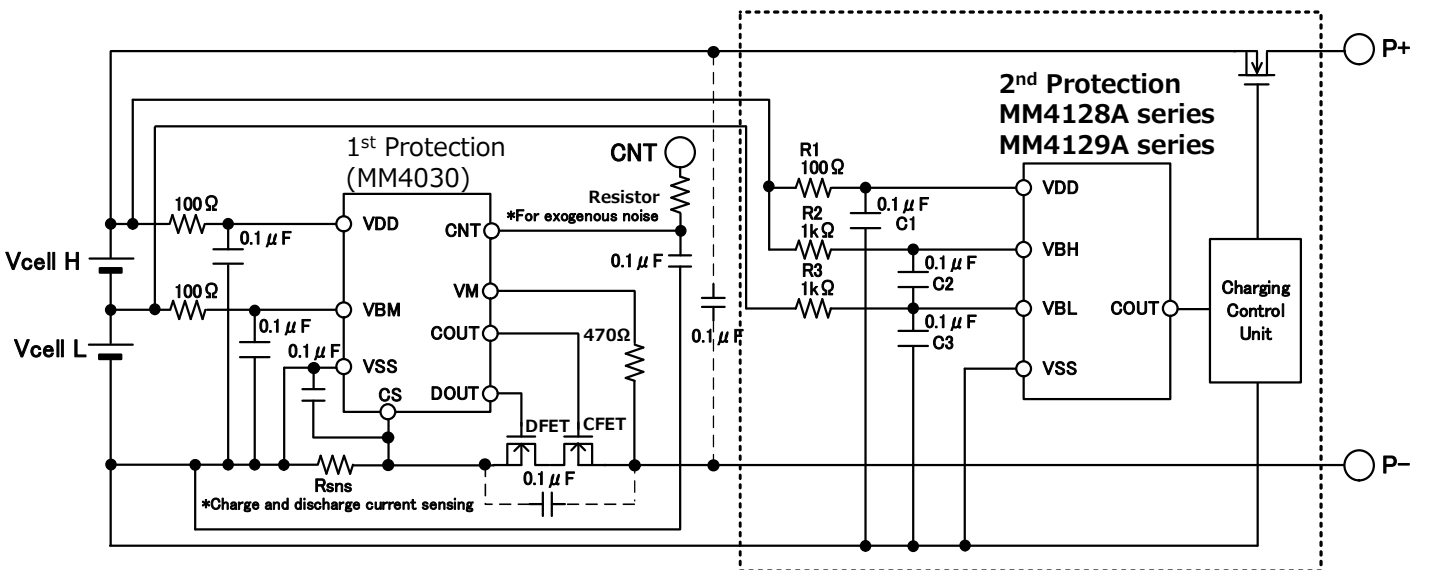 P+
2nd Protection
MM4128A series
MM4129A series
1st Protection
(MM4030)
CNT
Resistor
*For exogenous noise
R1
100Ω
VDD
0.1μF
C1
R2
1kΩ
VBH
0.1μF
C2
R3
1kΩ
VBL
0.1μF
C3
VSS
COUT
Charging
Control
Unit
100Ω
VDD
0.1μF
CNT
0.1μF
Vcell H
100Ω
VBM
0.1μF
VM
COUT
470Ω
0.1μF
Vcell L
0.1μF
VSS
CS
DOUT
DFET
CFET
0.1μF
Rsns
*Charge and discharge current sensing
P-